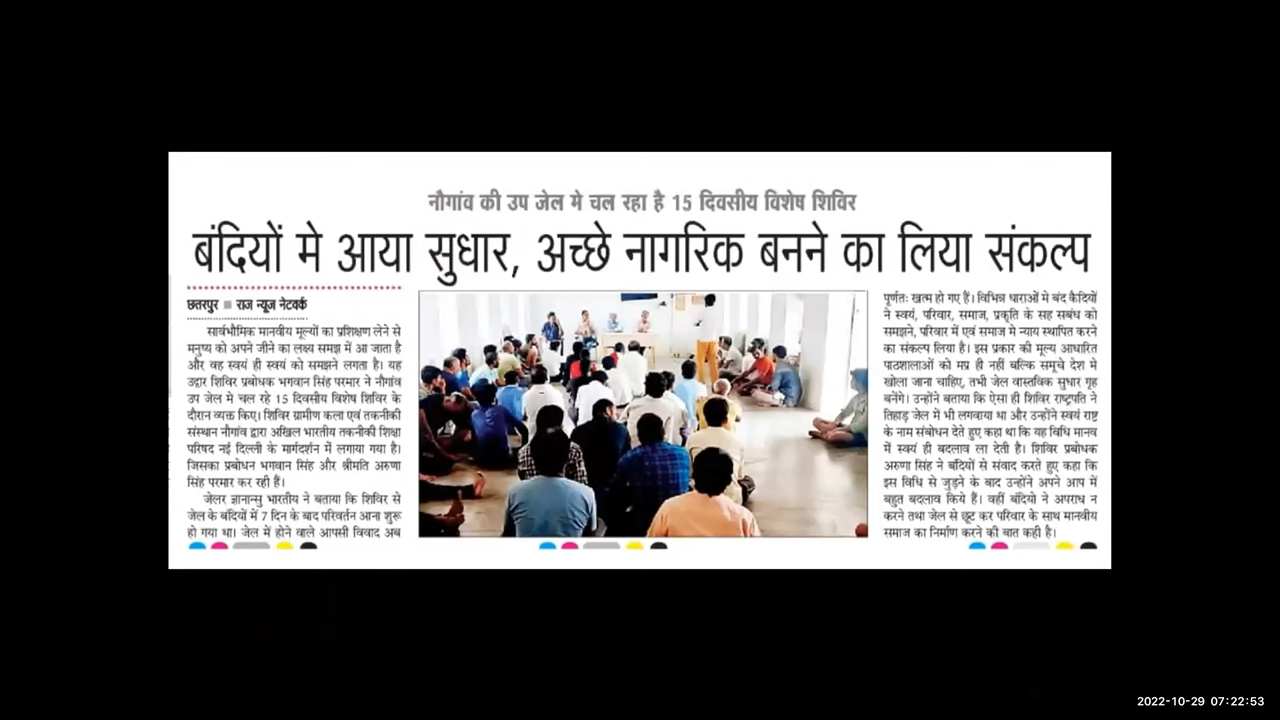 नौगांव की उप जेल मे चल रहा है 15 दिवसीय विशेष शिविर
बंदियों मे आया सुधार, अच्छे नागरिक बनने का लिया संकल्प
छतरपुर ■ राज न्यूज नेटवर्क
सार्वभौमिक मानवीय मूल्यों का प्रशिक्षण लेने से
मनुष्य को अपने जीने का लक्ष्य समझ में आ जाता है
और वह स्वयं ही स्वयं को समझने लगता है। यह
उद्गार शिविर प्रबोधक भगवान सिंह परमार ने नौगांव
उप जेल मे चल रहे 15 दिवसीय विशेष शिविर के
दौरान व्यक्त किए। शिविर ग्रामीण कला एवं तकनीकी
संस्थान नौगांव द्वारा अखिल भारतीय तकनीकी शिक्षा
परिषद नई दिल्ली के मार्गदर्शन में लगाया गया है।
जिसका प्रबोधन भगवान सिंह और श्रीमति अरुणा
सिंह परमार कर रही हैं।
जेलर ज्ञानान्सु भारतीय ने बताया कि शिविर से
जेल के बंदियों में 7 दिन के बाद परिवर्तन आना शुरू
हो गया था। जेल में होने वाले आपसी विवाद अब
पूर्णतः खत्म हो गए हैं। विभिन्न धाराओं मे बंद कैदियों
ने स्वयं, परिवार, समाज, प्रकृति के सह सबंध को
समझने, परिवार में एवं समाज मे न्याय स्थापित करने
का संकल्प लिया है। इस प्रकार की मूल्य आधारित
पाठशालाओं को मप्र ही नहीं बल्कि समूचे देश मे
खोला जाना चाहिए, तभी जेल वास्तविक सुधार गृह
बनेंगे। उन्होंने बताया कि ऐसा ही शिविर राष्ट्रपति ने
तिहाड़ जेल में भी लगवाया था और उन्होंने स्वयं राष्ट्र
के नाम संबोधन देते हुए कहा था कि यह विधि मानव
में स्वयं ही बदलाव ला देती है। शिविर प्रबोधक
अरुणा सिंह ने बंदियों से संवाद करते हुए कहा कि
इस विधि से जुड़ने के बाद उन्होंने अपने आप में
बहुत बदलाव किये हैं। वहीं बंदियो ने अपराध न
करने तथा जेल से छूट कर परिवार के साथ मानवीय
समाज का निर्माण करने की बात कही है।
2022-10-29 07:22:53